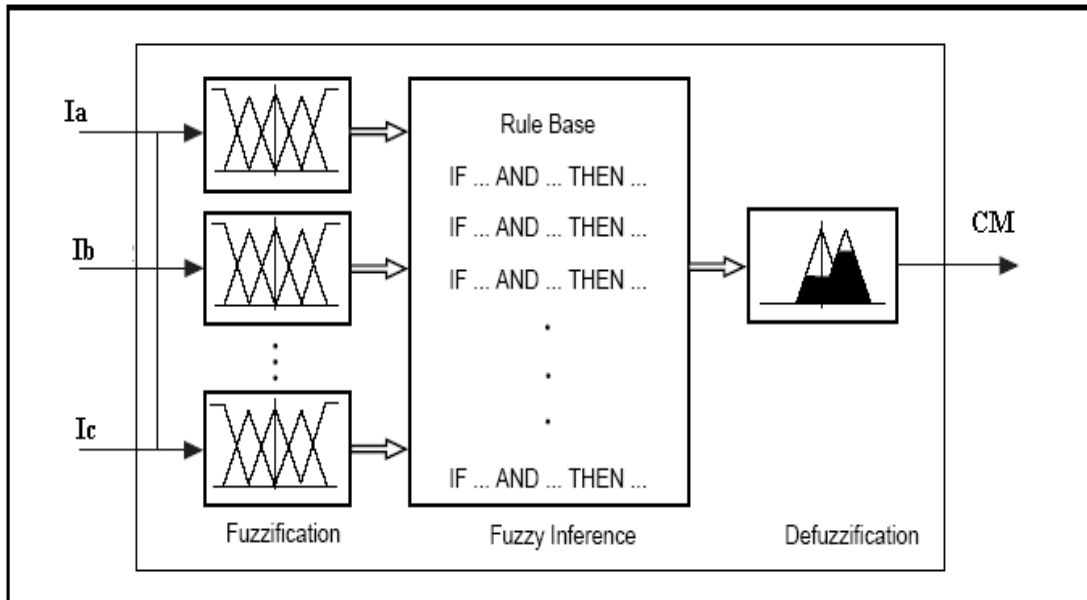 Ia
Rule Base
IF ... AND ... THEN ...
IF ... AND ... THEN ...
Ib
IF ... AND ... THEN ...
CM
Ic
IF ... AND ... THEN ...
Fuzzification
Fuzzy Inference
Defuzzification